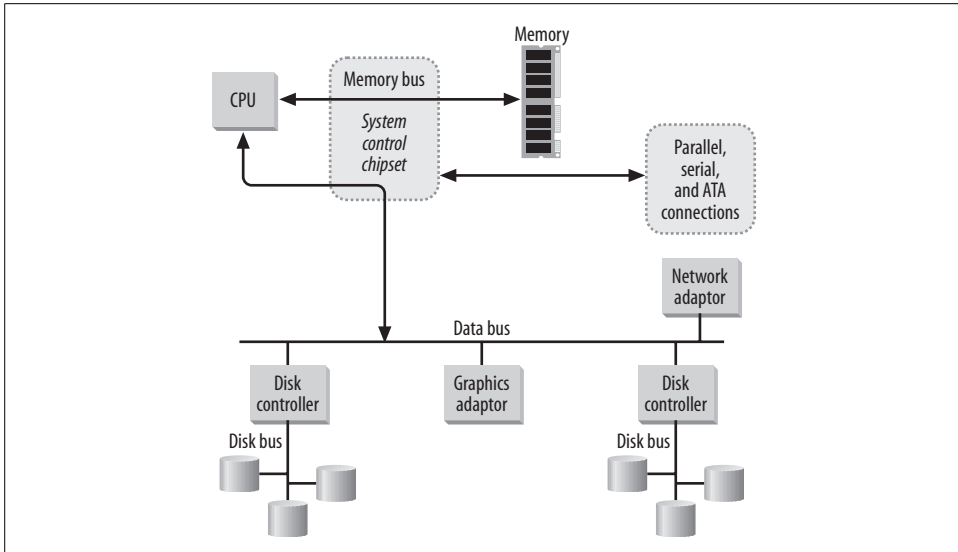 Memory
Memory bus
CPU
System
control
chipset
Parallel,
serial,
and ATA
connections
Network
adaptor
Data bus
Disk
controller
Graphics
adaptor
Disk
controller
Disk bus
Disk bus